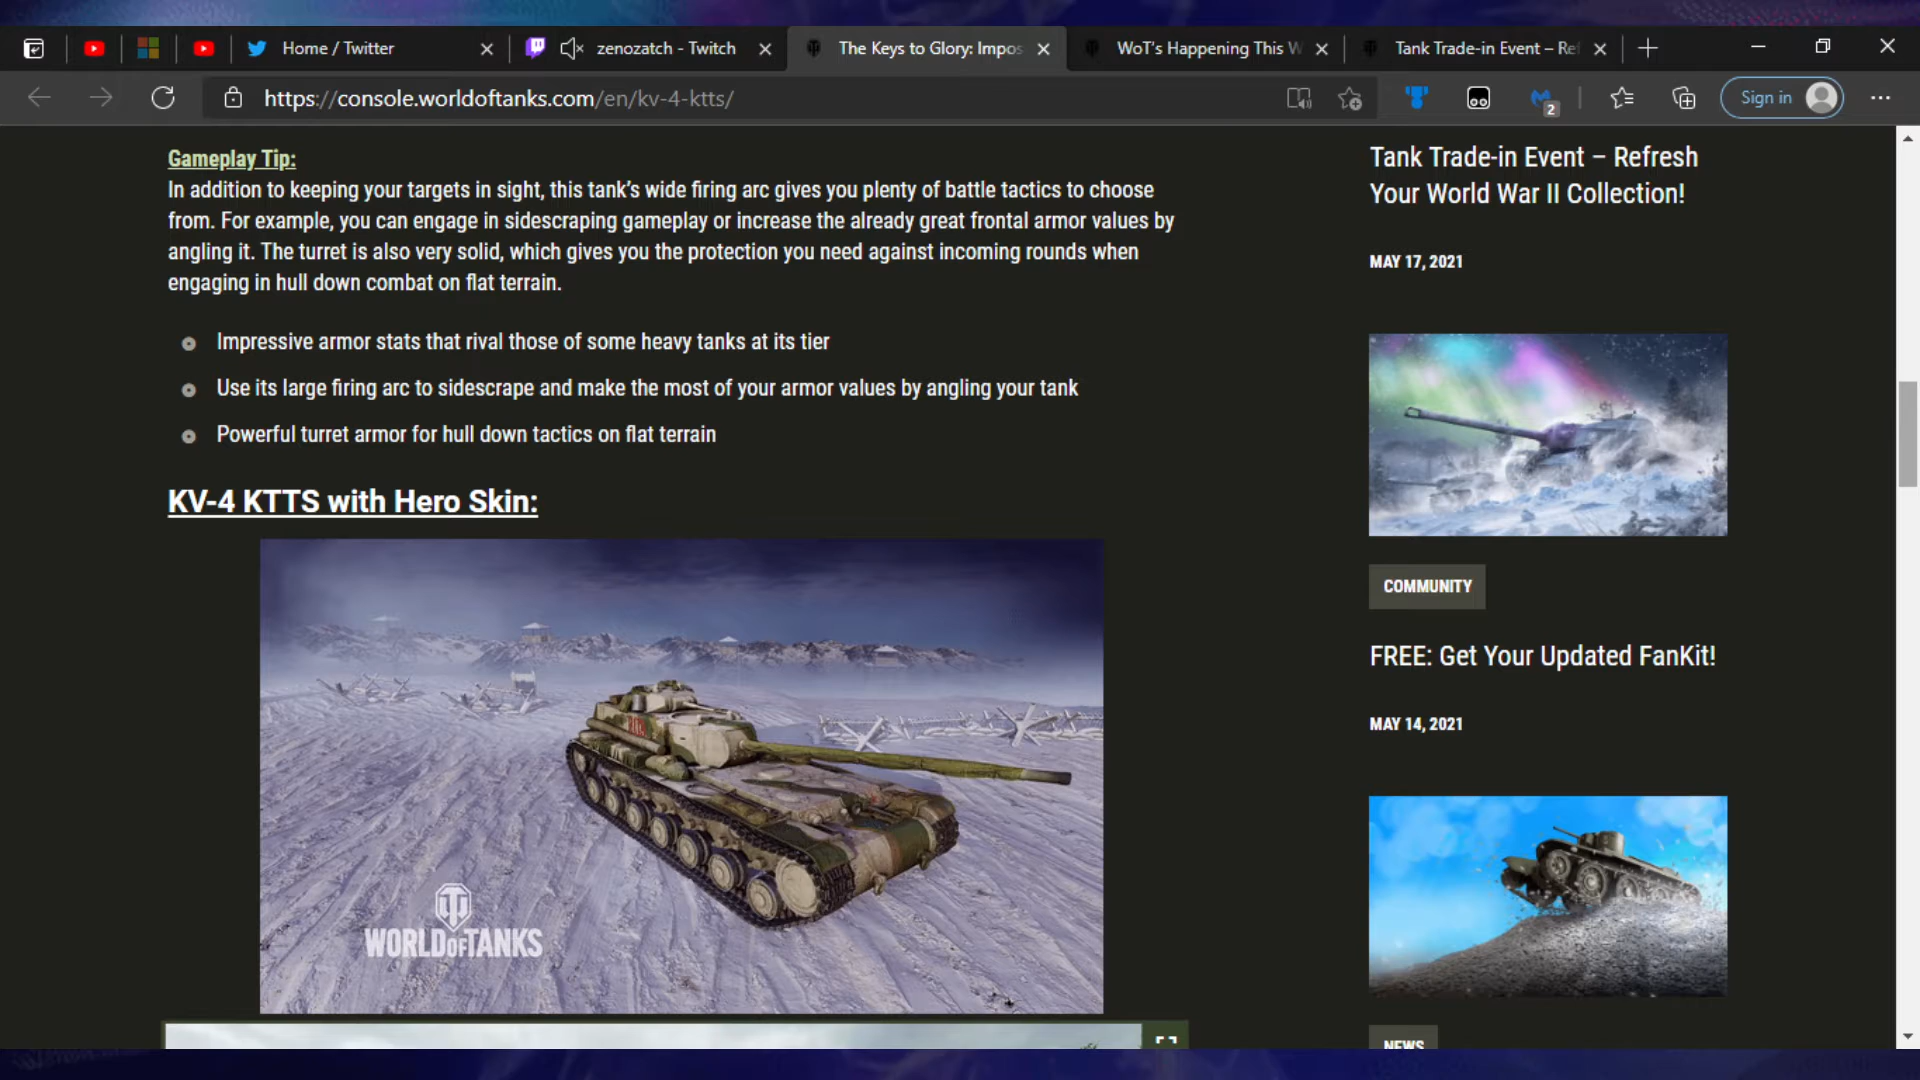 Home / Twitter
zenozatch - Twitch
The Keys to Glory: Impos
WoT's Happening This W
Tank Trade-in Event – Re
https://console.worldoftanks.com/en/kv-4-ktts/
2
Sign in
Gameplay Tip:
In addition to keeping your targets in sight, this tank's wide firing arc gives you plenty of battle tactics to choose
from. For example, you can engage in sidescraping gameplay or increase the already great frontal armor values by
angling it. The turret is also very solid, which gives you the protection you need against incoming rounds when
engaging in hull down combat on flat terrain.
Impressive armor stats that rival those of some heavy tanks at its tier
Use its large firing arc to sidescrape and make the most of your armor values by angling your tank
Powerful turret armor for hull down tactics on flat terrain
KV-4 KTTS with Hero Skin:
WORLD OF TANKS
Tank Trade-in Event – Refresh
Your World War II Collection!
MAY 17, 2021
COMMUNITY
FREE: Get Your Updated FanKit!
MAY 14, 2021
NEWS